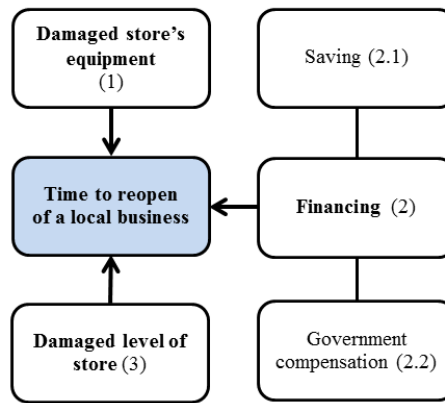 Damaged store's
equipment
(1)
Saving (2.1)
Time to reopen
of a local business
Financing (2)
Damaged level of
store (3)
Government
compensation (2.2)